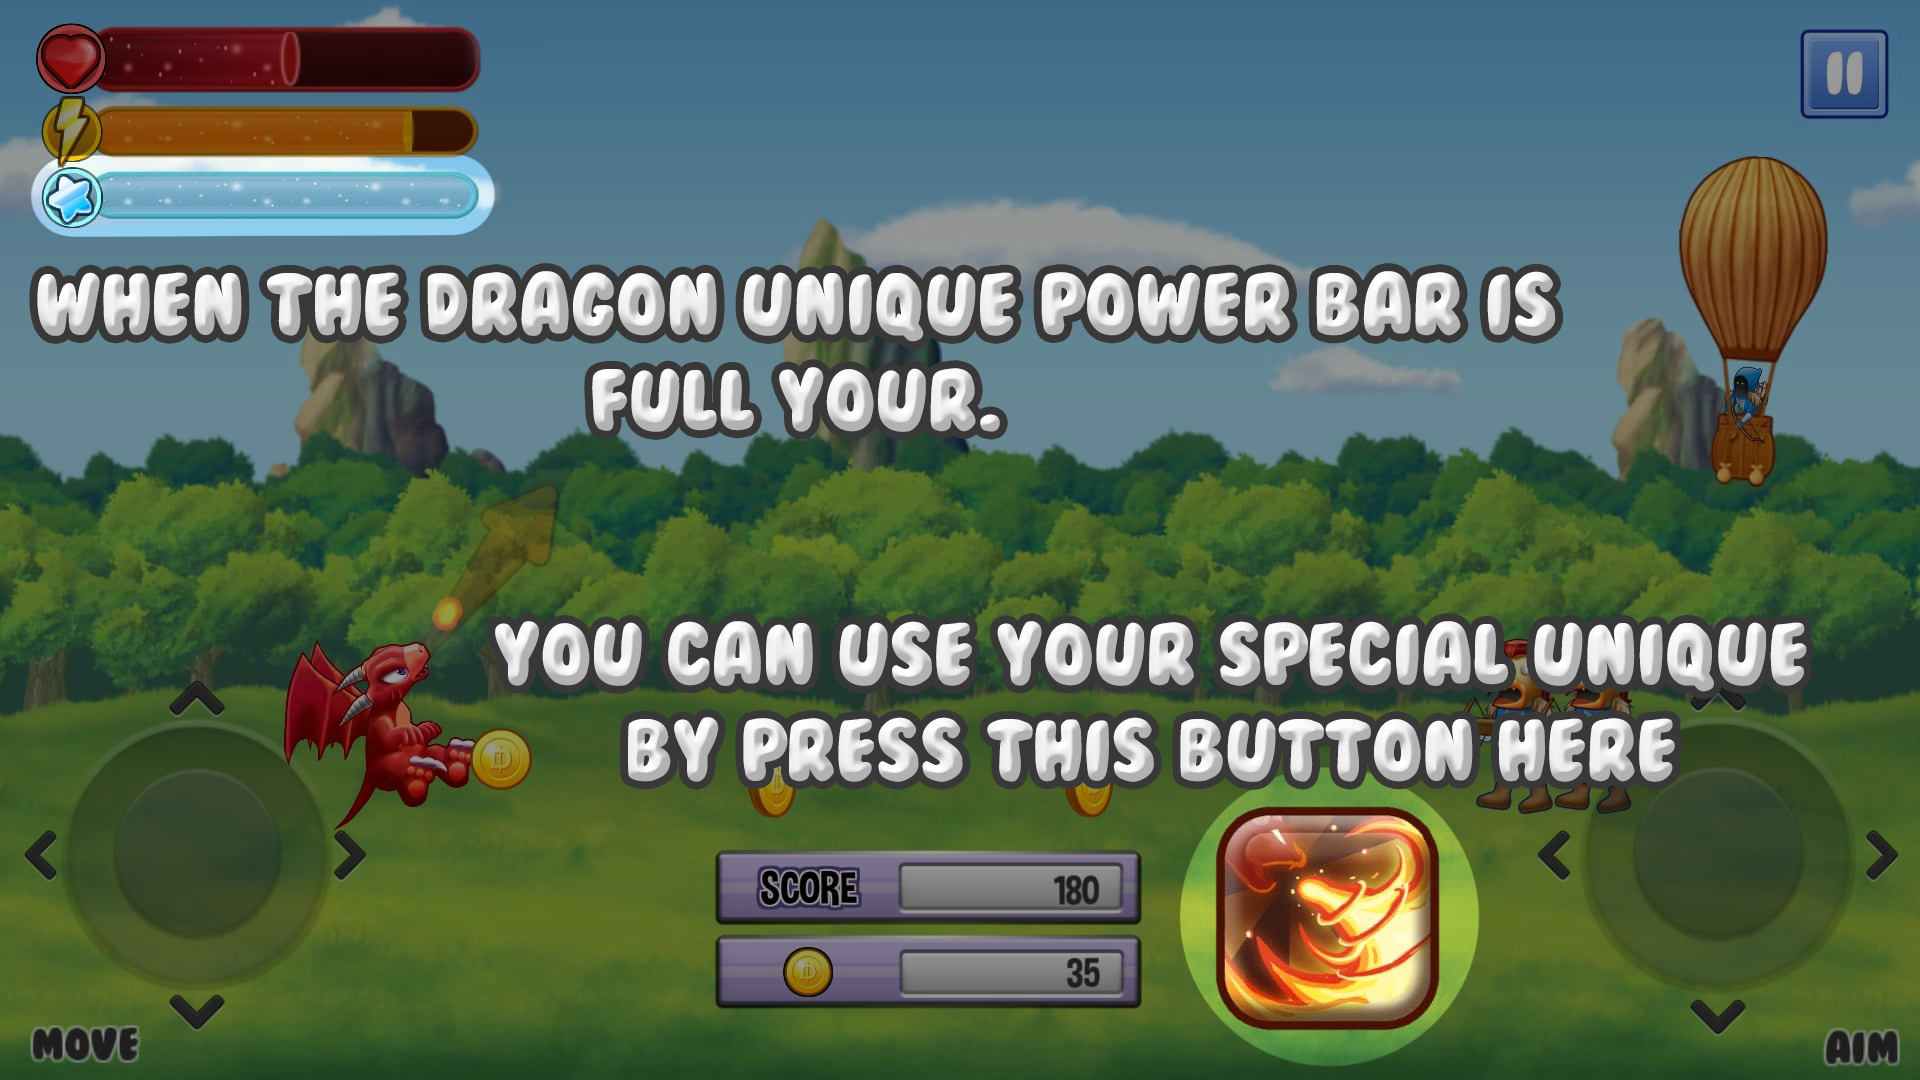 WHEN THE DRAGON UNIQUE POWER BAR IS
FULL YOUR.
YOU CAN USE YOUR SPECIAL UNIQUE
BY PRESS THIS BUTTON HERE
SCORE 180
35
MOVE
AIM